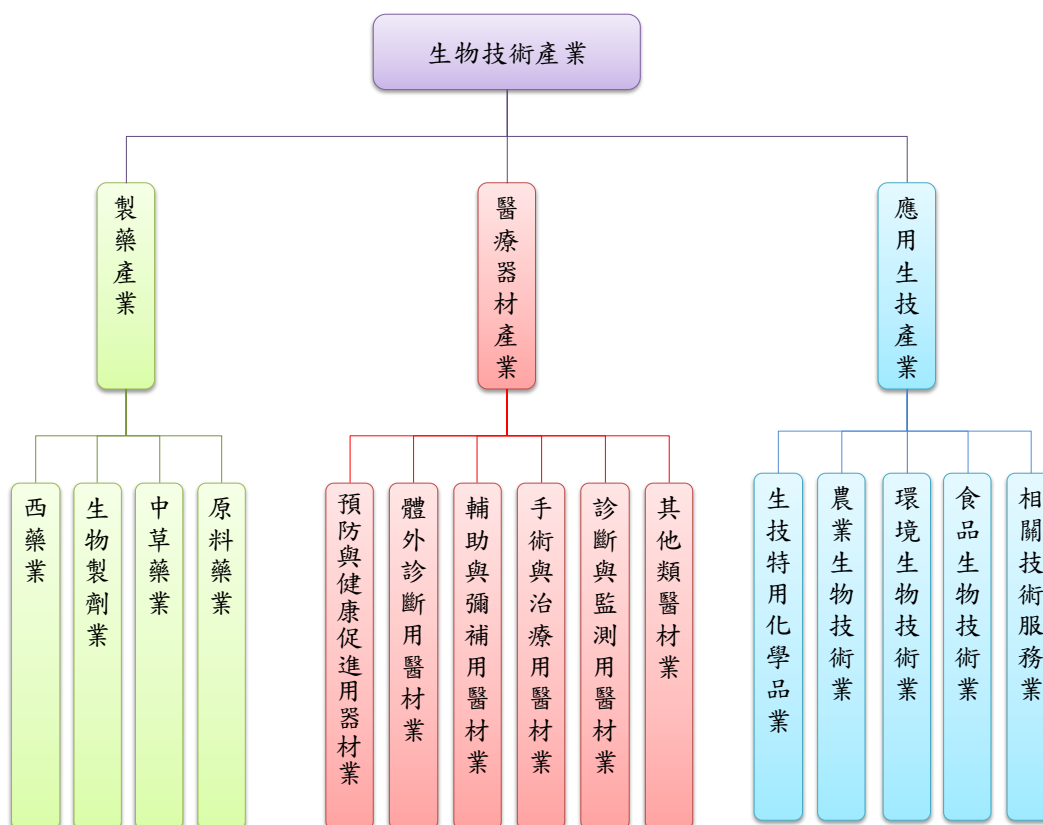 生物技術產業
製藥產業
醫療器材產業
應用生技產業
西藥業
生物製劑業
中草藥業
原料藥業
預防與健康促進用器材業
體外診斷用醫材業
輔助與彌補用醫材業
手術與治療用醫材業
診斷與監測用醫材業
其他類醫材業
生技特用化學品業
農業生物技術業
環境生物技術業
食品生物技術業
相關技術服務業